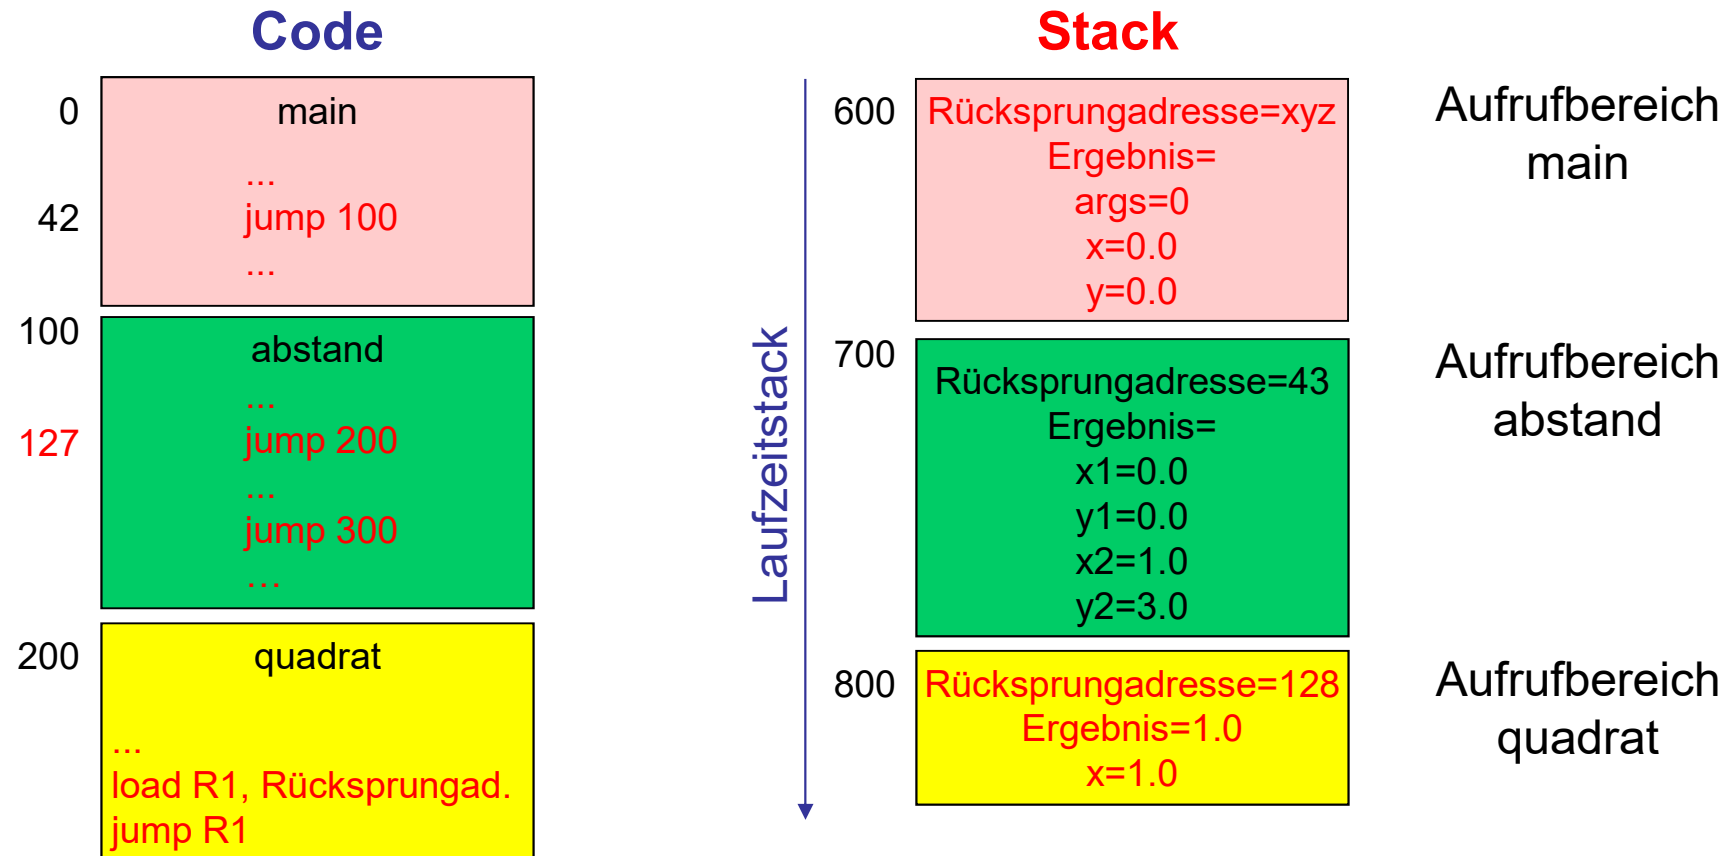 Code
0
main
...
42
jump 100
...
100
abstand
...
127
jump 200
...
jump 300
...
200
quadrat
...
load R1, Rücksprungad.
jump R1
Stack
Laufzeitstack
600
Rücksprungadresse=xyz
Ergebnis=
args=0
x=0.0
y=0.0
Aufrufbereich
main
700
Rücksprungadresse=43
Ergebnis=
x1=0.0
y1=0.0
x2=1.0
y2=3.0
Aufrufbereich
abstand
800
Rücksprungadresse=128
Ergebnis=1.0
x=1.0
Aufrufbereich
quadrat